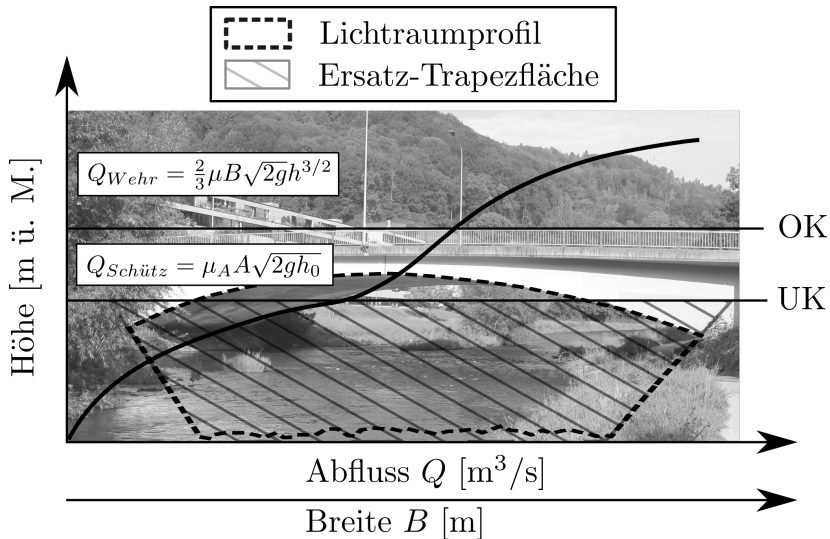 Lichtraumprofil
Ersatz-Trapezfläche
Höhe [m ü. M.]
Q_{Wehr} = \frac{2}{3} \mu B \sqrt{2g} h^{3/2}
OK
Q_{Schütz} = \mu_A A \sqrt{2gh_0}
UK
Abfluss Q [m³/s]
Breite B [m]